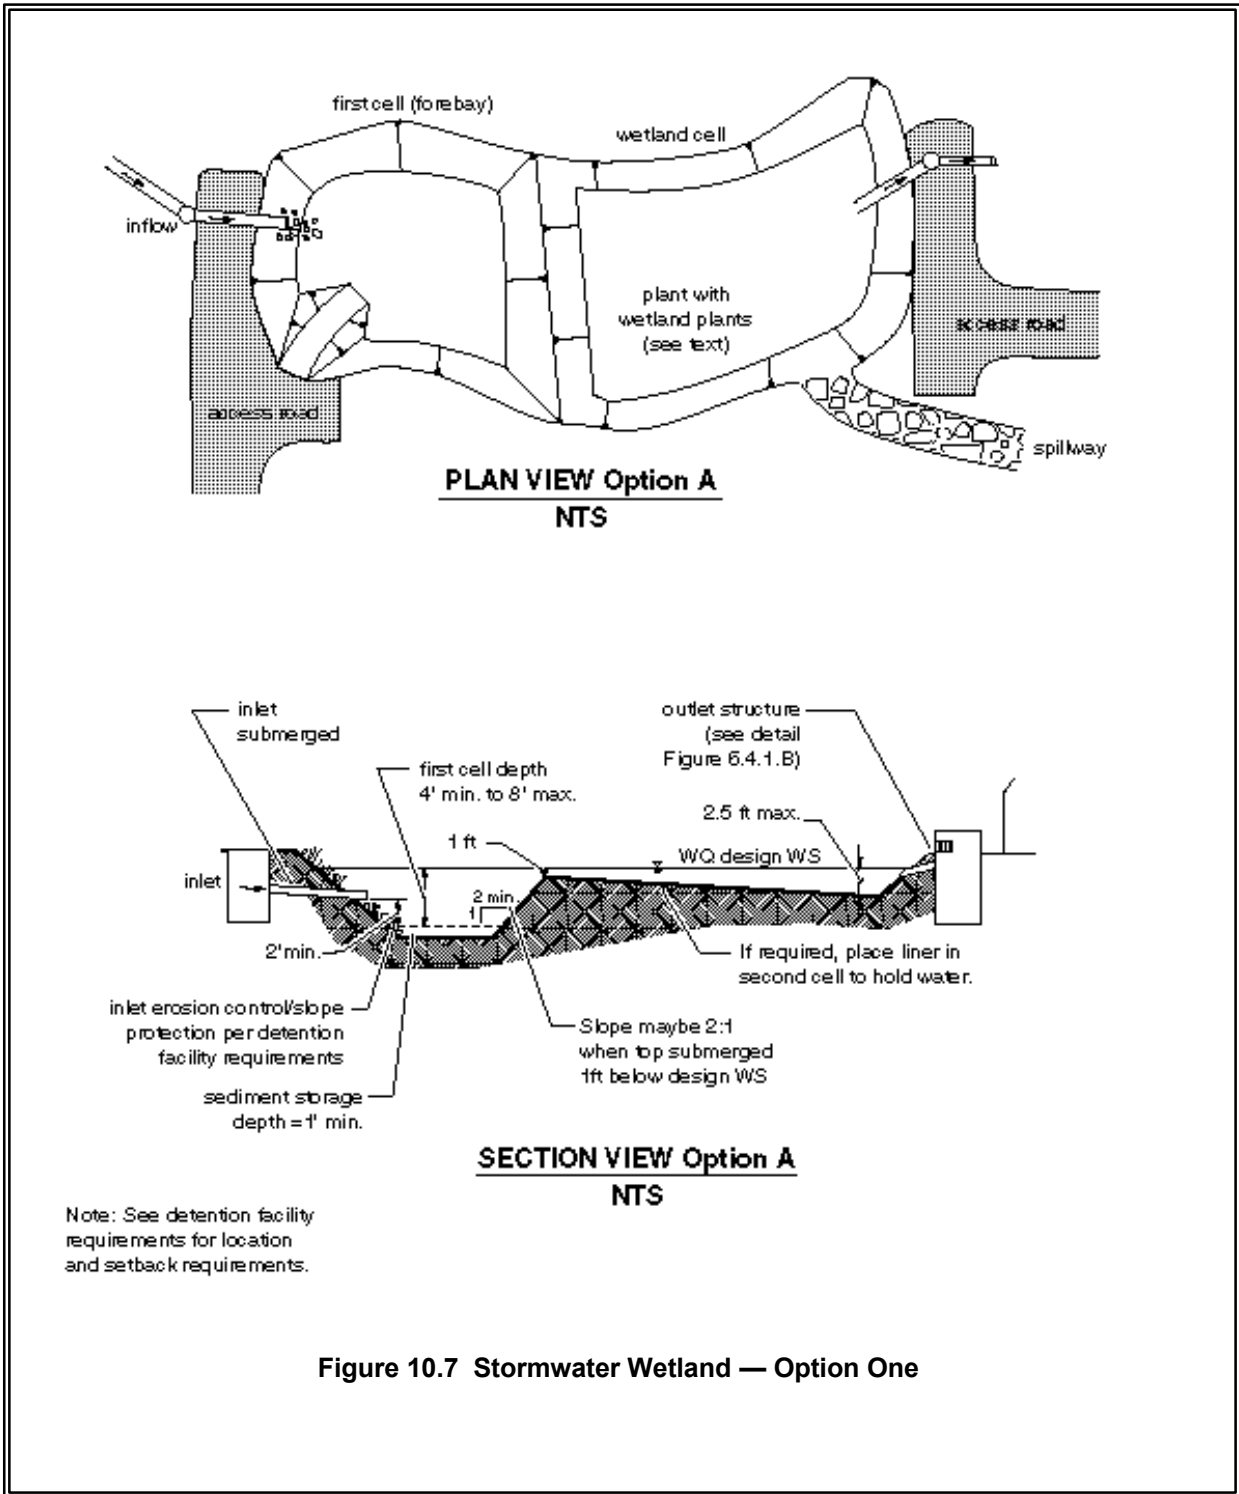 first cell (forebay)
wetland cell
inflow
plant with
wetland plants
(see text)
access road
access road
spillway
PLAN VIEW Option A
NTS
inlet
submerged
outlet structure
(see detail
Figure 6.4.1.B)
first cell depth
4' min. to 8' max.
2.5 ft max.
1 ft
WQ design WS
inlet
2 min.
1
2' min.
If required, place liner in
second cell to hold water.
inlet erosion control/slope
protection per detention
facility requirements
Slope maybe 2:1
when top submerged
1ft below design WS
sediment storage
depth = 1' min.
SECTION VIEW Option A
NTS
Note: See detention facility
requirements for location
and setback requirements.
Figure 10.7 Stormwater Wetland — Option One